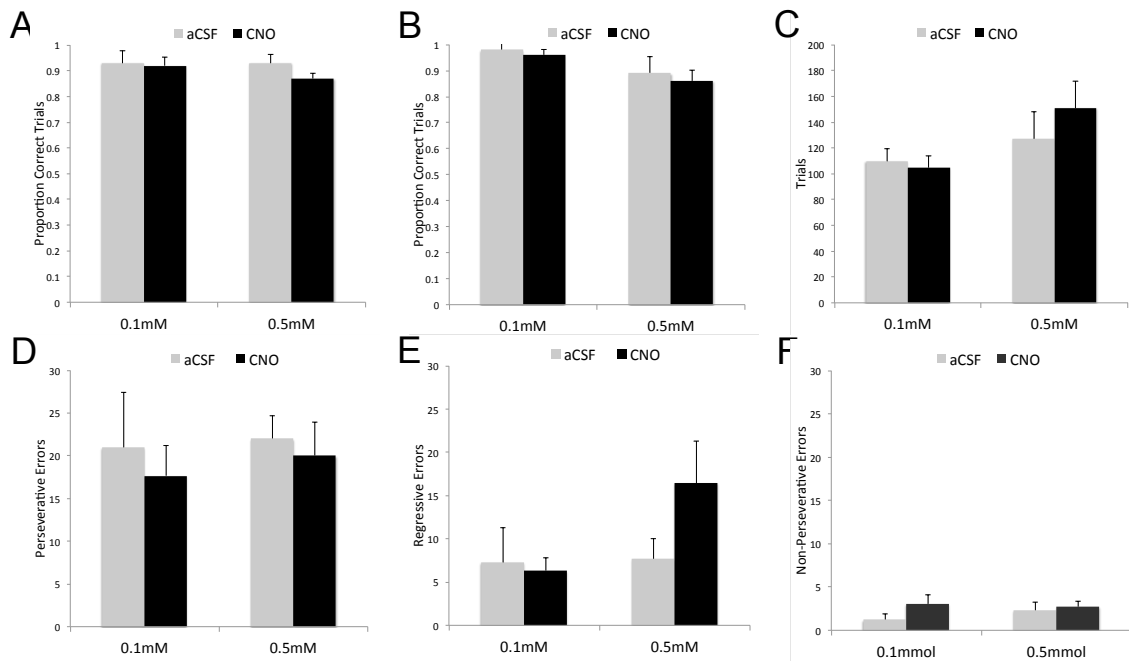 A
aCSF CNO
Proportion Correct Trials
1
0.9
0.8
0.7
0.6
0.5
0.4
0.3
0.2
0.1
0
0.1mM 0.5mM
B
aCSF CNO
Proportion Correct Trials
1
0.9
0.8
0.7
0.6
0.5
0.4
0.3
0.2
0.1
0
0.1mM 0.5mM
C
aCSF CNO
Trials
200
180
160
140
120
100
80
60
40
20
0
0.1mM 0.5mM
D
aCSF CNO
Perseverative Errors
30
25
20
15
10
5
0
0.1mM 0.5mM
E
aCSF CNO
Regressive Errors
30
25
20
15
10
5
0
0.1mM 0.5mM
F
aCSF CNO
Non-Perseverative Errors
30
25
20
15
10
5
0
0.1mmol 0.5mmol